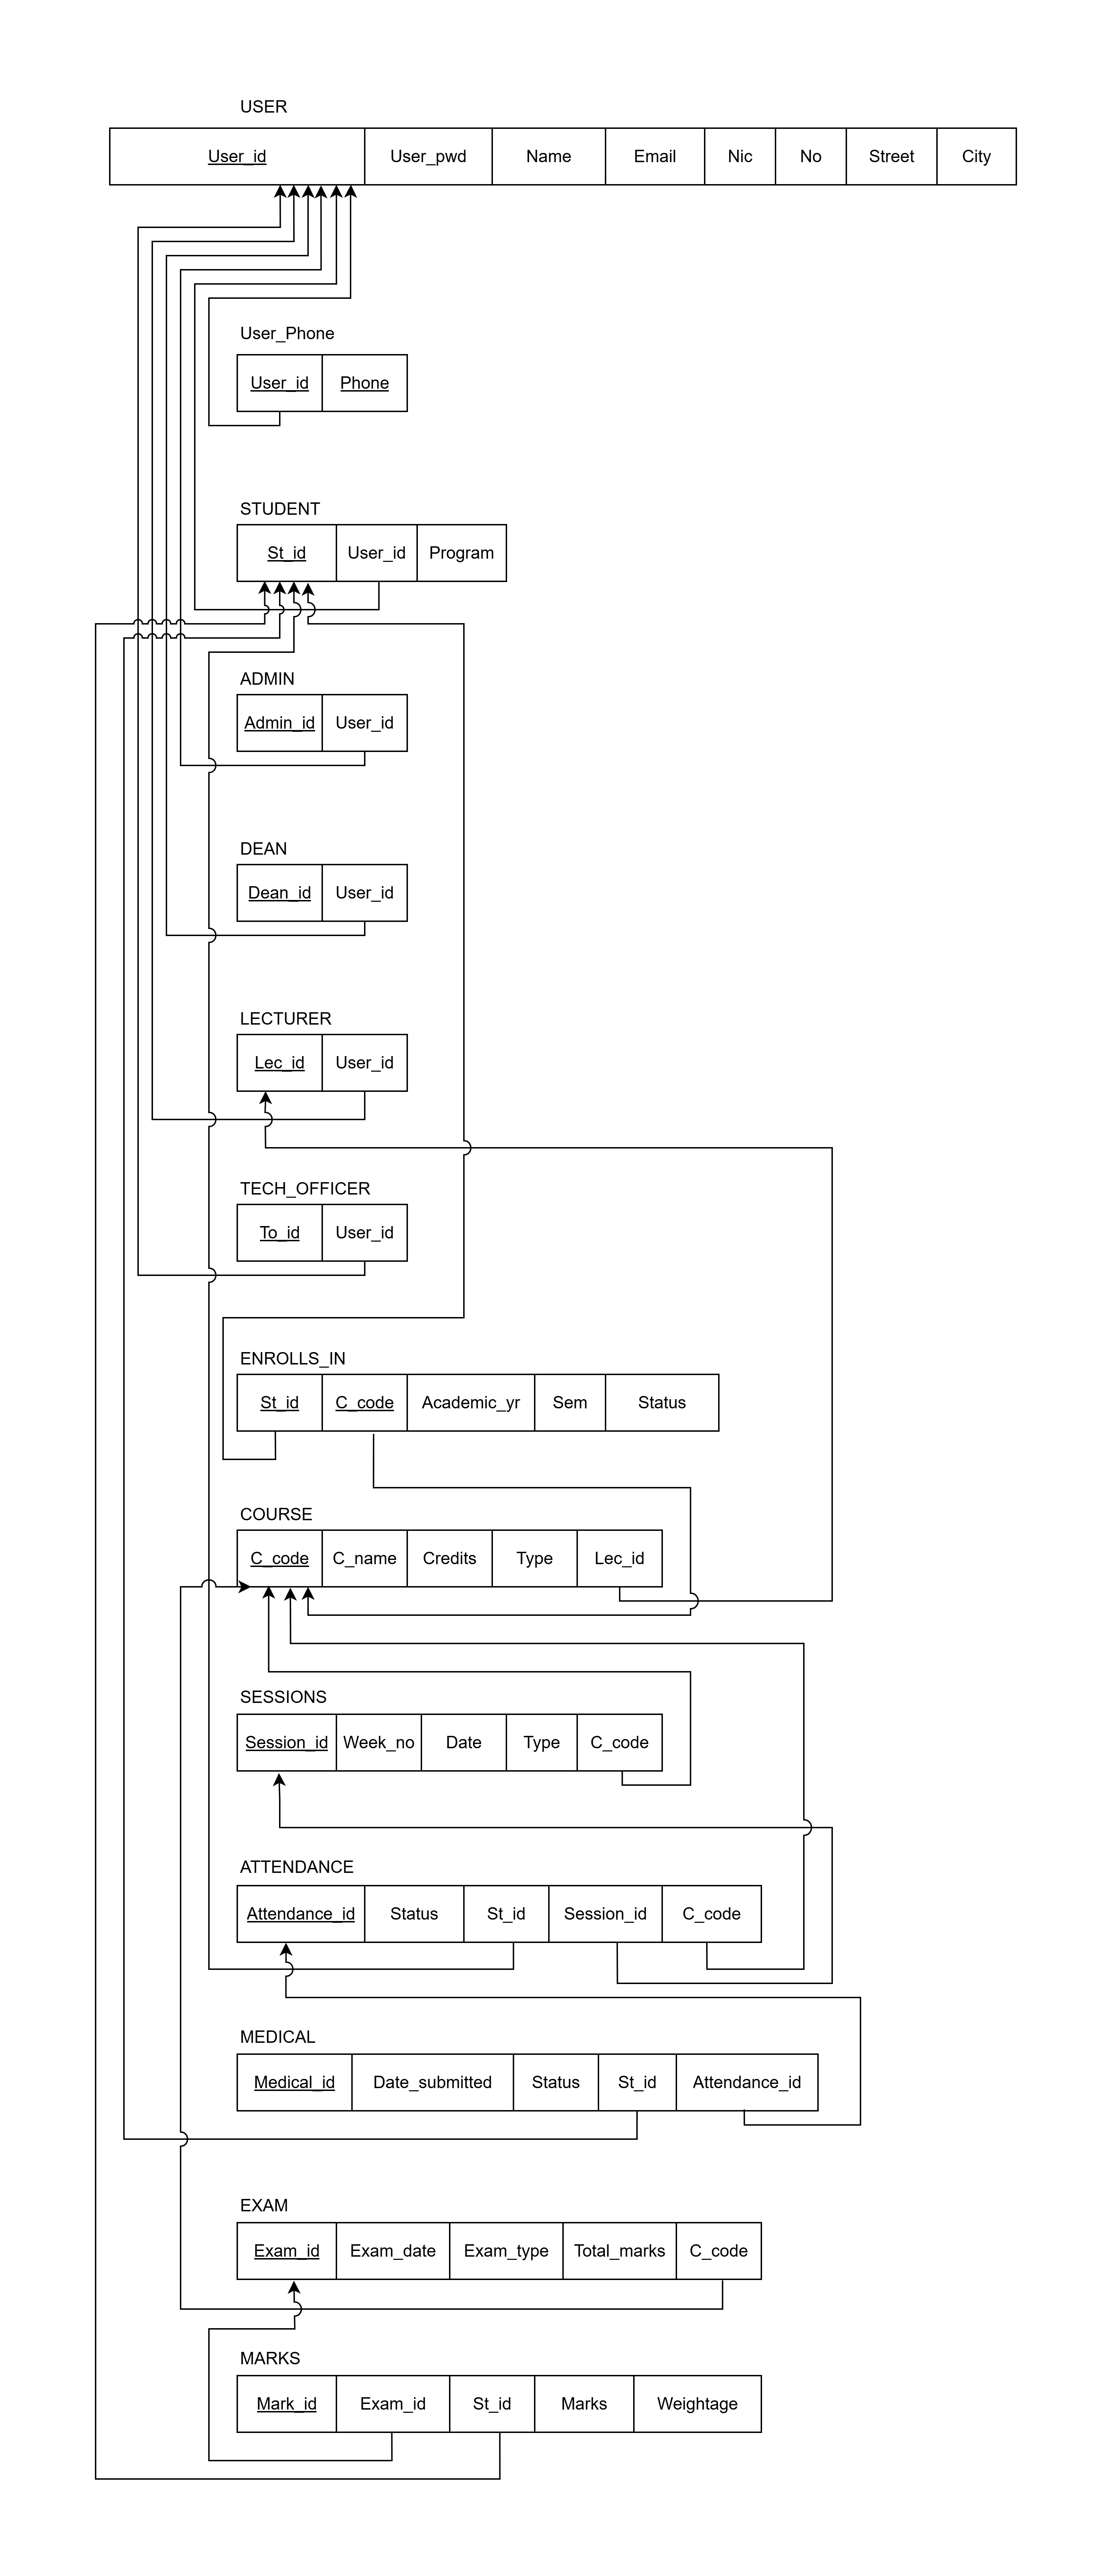 USER
User_id User_pwd Name Email Nic No Street City
User_Phone
User_id Phone
STUDENT
St_id User_id Program
ADMIN
Admin_id User_id
DEAN
Dean_id User_id
LECTURER
Lec_id User_id
TECH_OFFICER
To_id User_id
ENROLLS_IN
St_id C_code Academic_yr Sem Status
COURSE
C_code C_name Credits Type Lec_id
SESSIONS
Session_id Week_no Date Type C_code
ATTENDANCE
Attendance_id Status St_id Session_id C_code
MEDICAL
Medical_id Date_submitted Status St_id Attendance_id
EXAM
Exam_id Exam_date Exam_type Total_marks C_code
MARKS
Mark_id Exam_id St_id Marks Weightage